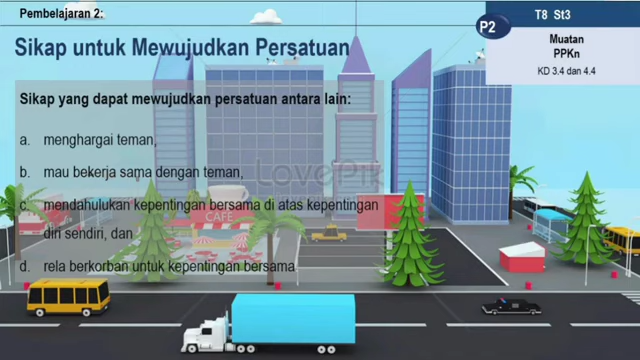 Pembelajaran 2:
T8 St3
P2
Muatan
PPKn
KD 3.4 dan 4.4
Sikap untuk Mewujudkan Persatuan
Sikap yang dapat mewujudkan persatuan antara lain:
a. menghargai teman,
b. mau bekerja sama dengan teman,
c. mendahulukan kepentingan bersama di atas kepentingan
diri sendiri, dan
d. rela berkorban untuk kepentingan bersama.
LovePik
CAFE